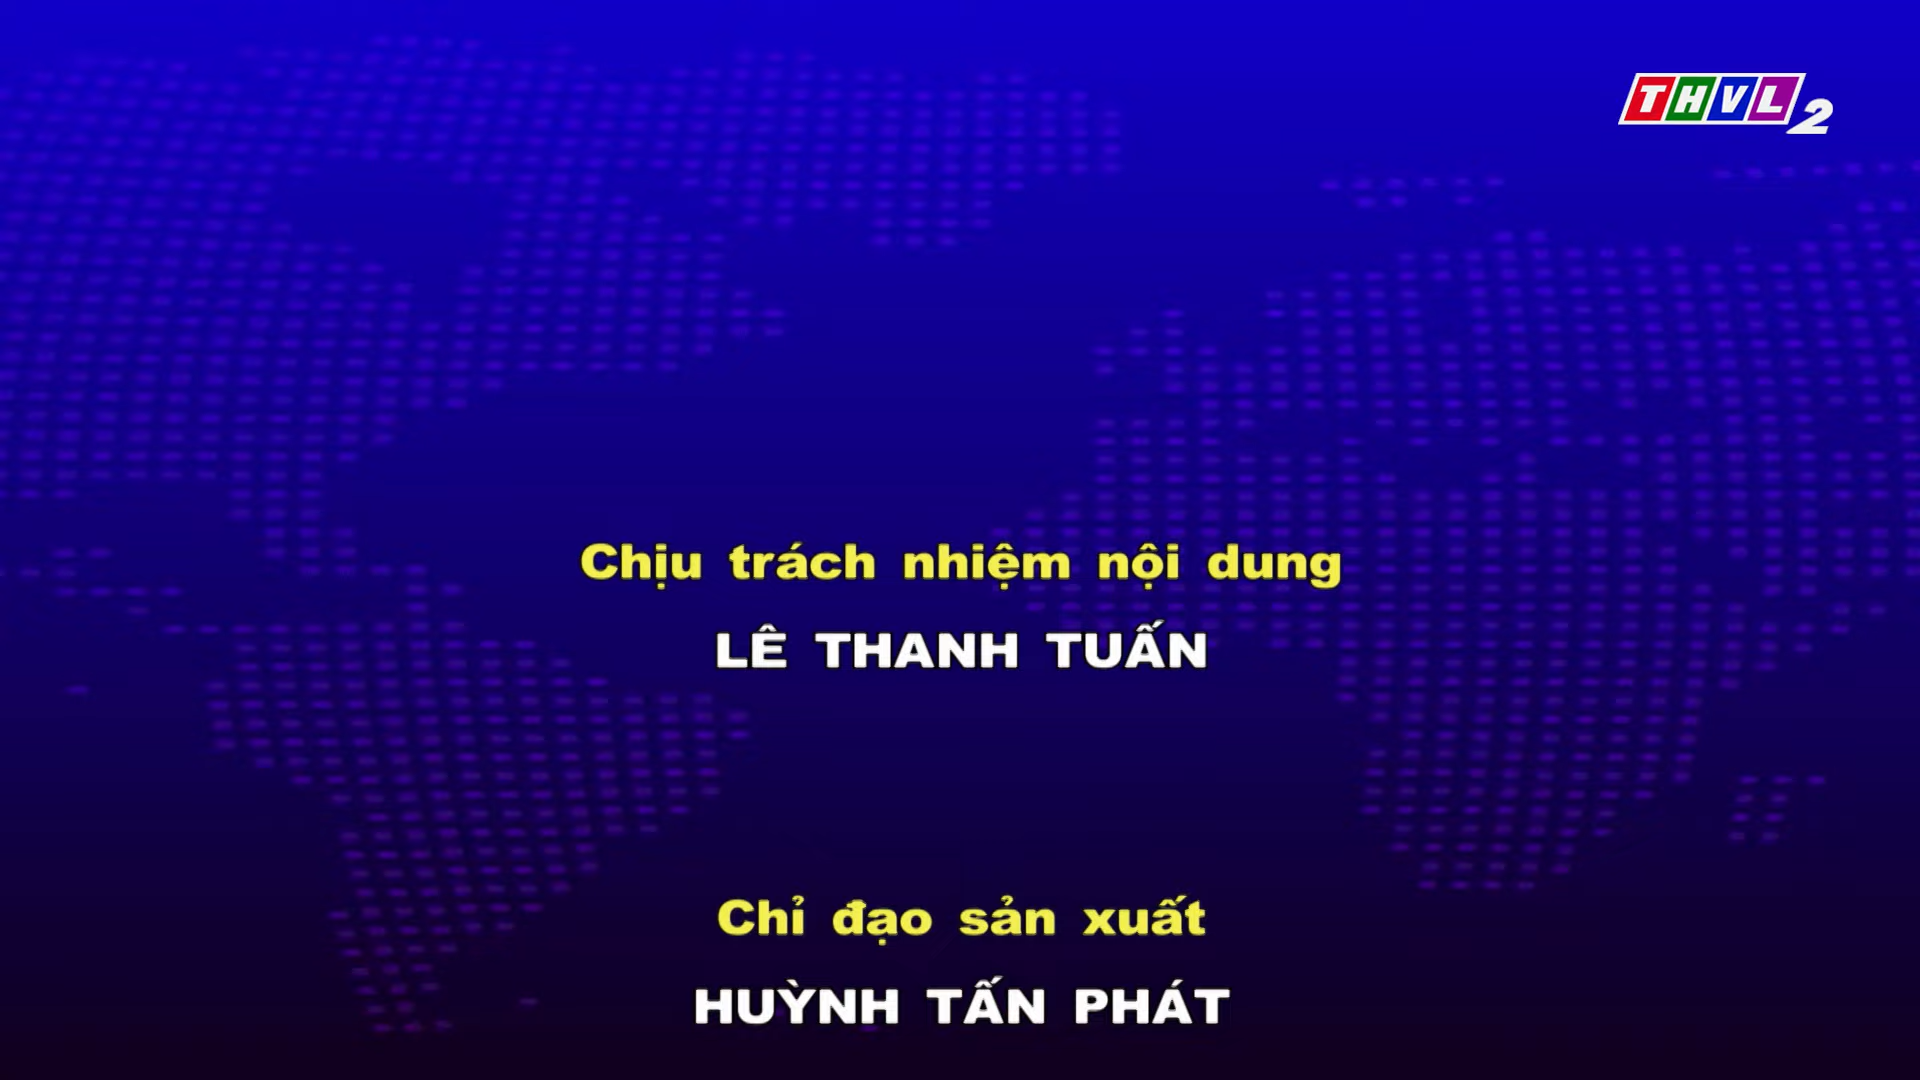 THVL2
Chịu trách nhiệm nội dung
LÊ THANH TUẤN
Chỉ đạo sản xuất
HUỲNH TẤN PHÁT